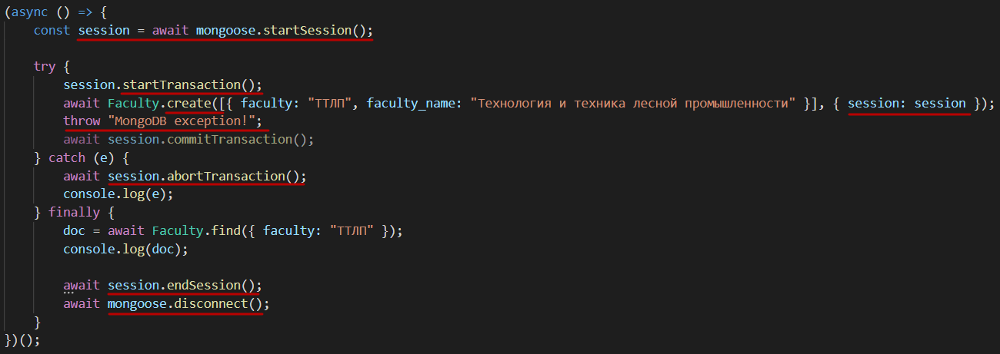 (async () => {
    const session = await mongoose.startSession();

    try {
        session.startTransaction();
        await Faculty.create([{ faculty: "ТТЛП", faculty_name: "Технология и техника лесной промышленности" }], { session: session });
        throw "MongoDB exception!";
        await session.commitTransaction();
    } catch (e) {
        await session.abortTransaction();
        console.log(e);
    } finally {
        doc = await Faculty.find({ faculty: "ТТЛП" });
        console.log(doc);

        await session.endSession();
        await mongoose.disconnect();
    }
})();